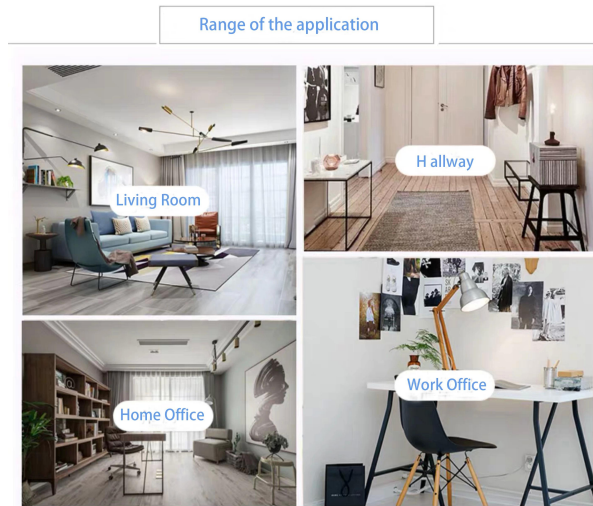 Range of the application
Living Room
H allway
Home Office
Work Office